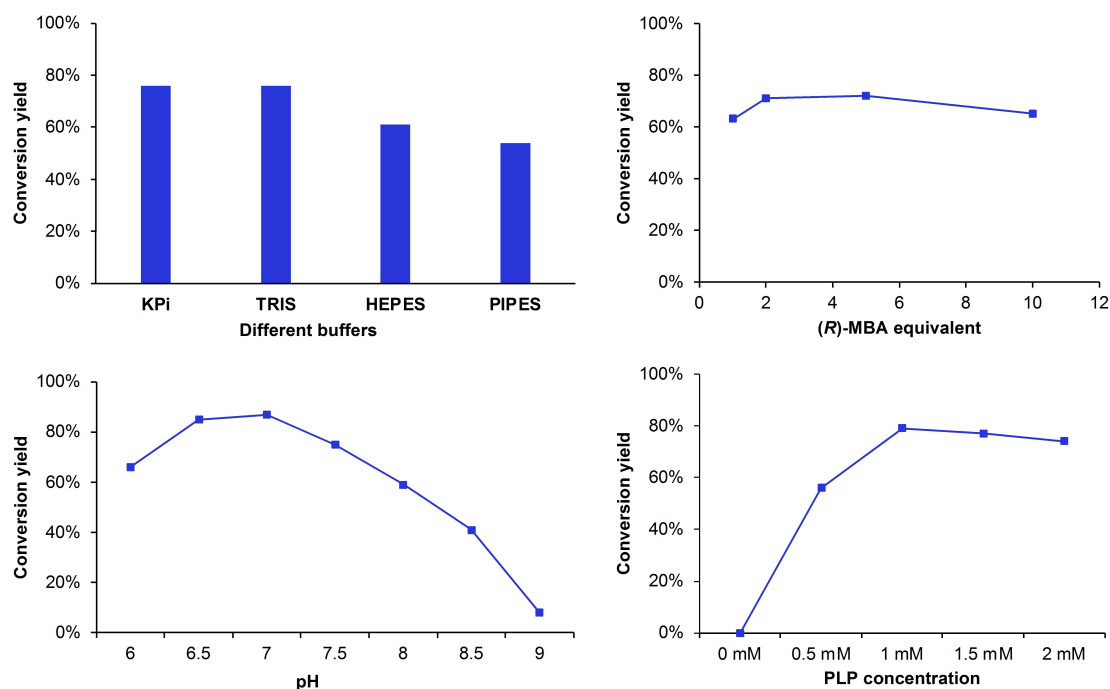 100%
80%
60%
40%
20%
0%
Conversion yield
KPi TRIS HEPES PIPES
Different buffers
100%
80%
60%
40%
20%
0%
Conversion yield
0 2 4 6 8 10 12
(R)-MBA equivalent
100%
80%
60%
40%
20%
0%
Conversion yield
6 6.5 7 7.5 8 8.5 9
pH
100%
80%
60%
40%
20%
0%
Conversion yield
0 mM 0.5 mM 1 mM 1.5 mM 2 mM
PLP concentration